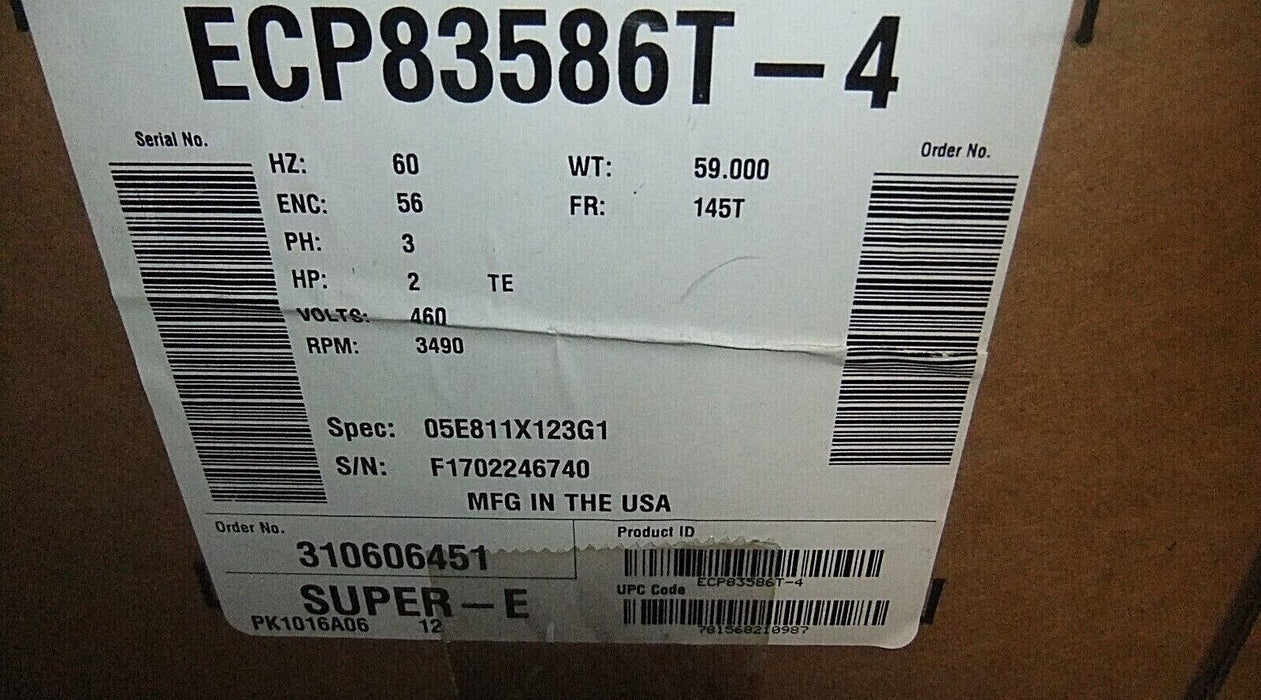 ECP83586T-4
Serial No.
Order No.
HZ: 60 WT: 59.000
ENC: 56 FR: 145T
PH: 3
HP: 2 TE
VOLTS: 460
RPM: 3490
Spec: 05E811X123G1
S/N: F1702246740
MFG IN THE USA
Order No.
310606451
Product ID
ECP83586T-4
SUPER-E
UPC Code
PK1016A06 12
781568210987